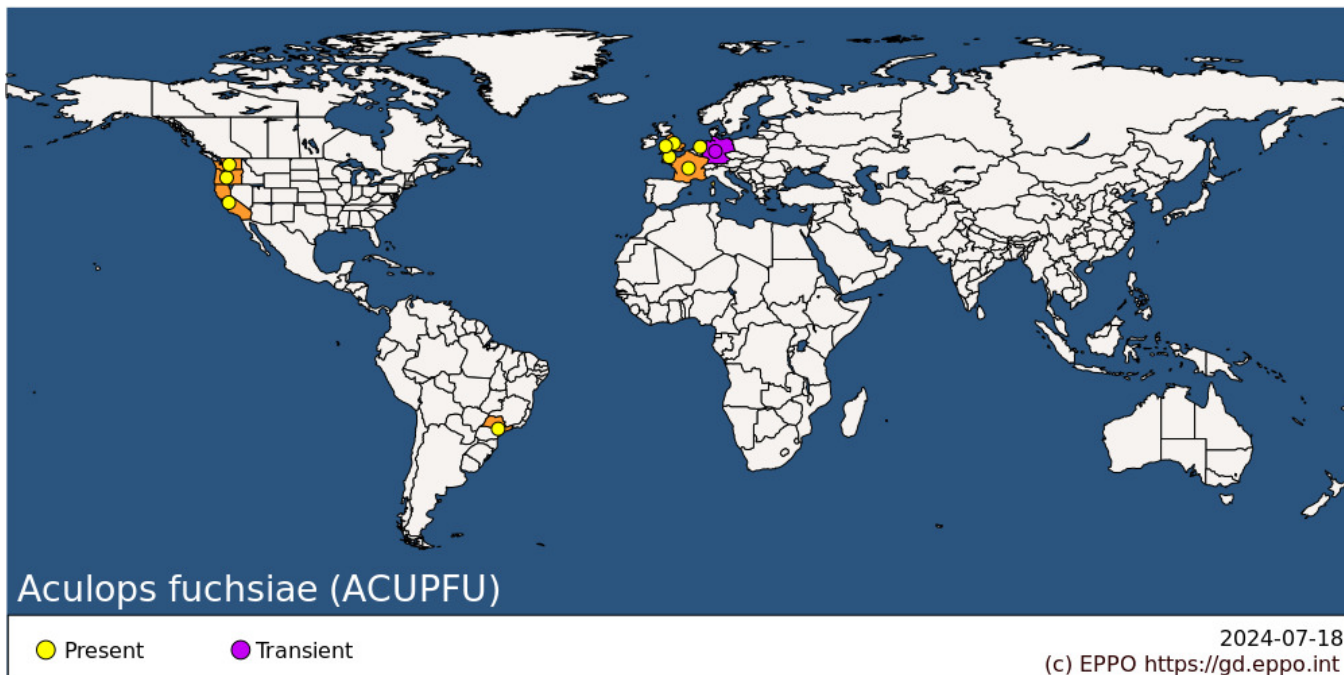 Aculops fuchsiae (ACUPFU)
Present
Transient
2024-07-18
(c) EPPO https://gd.eppo.int